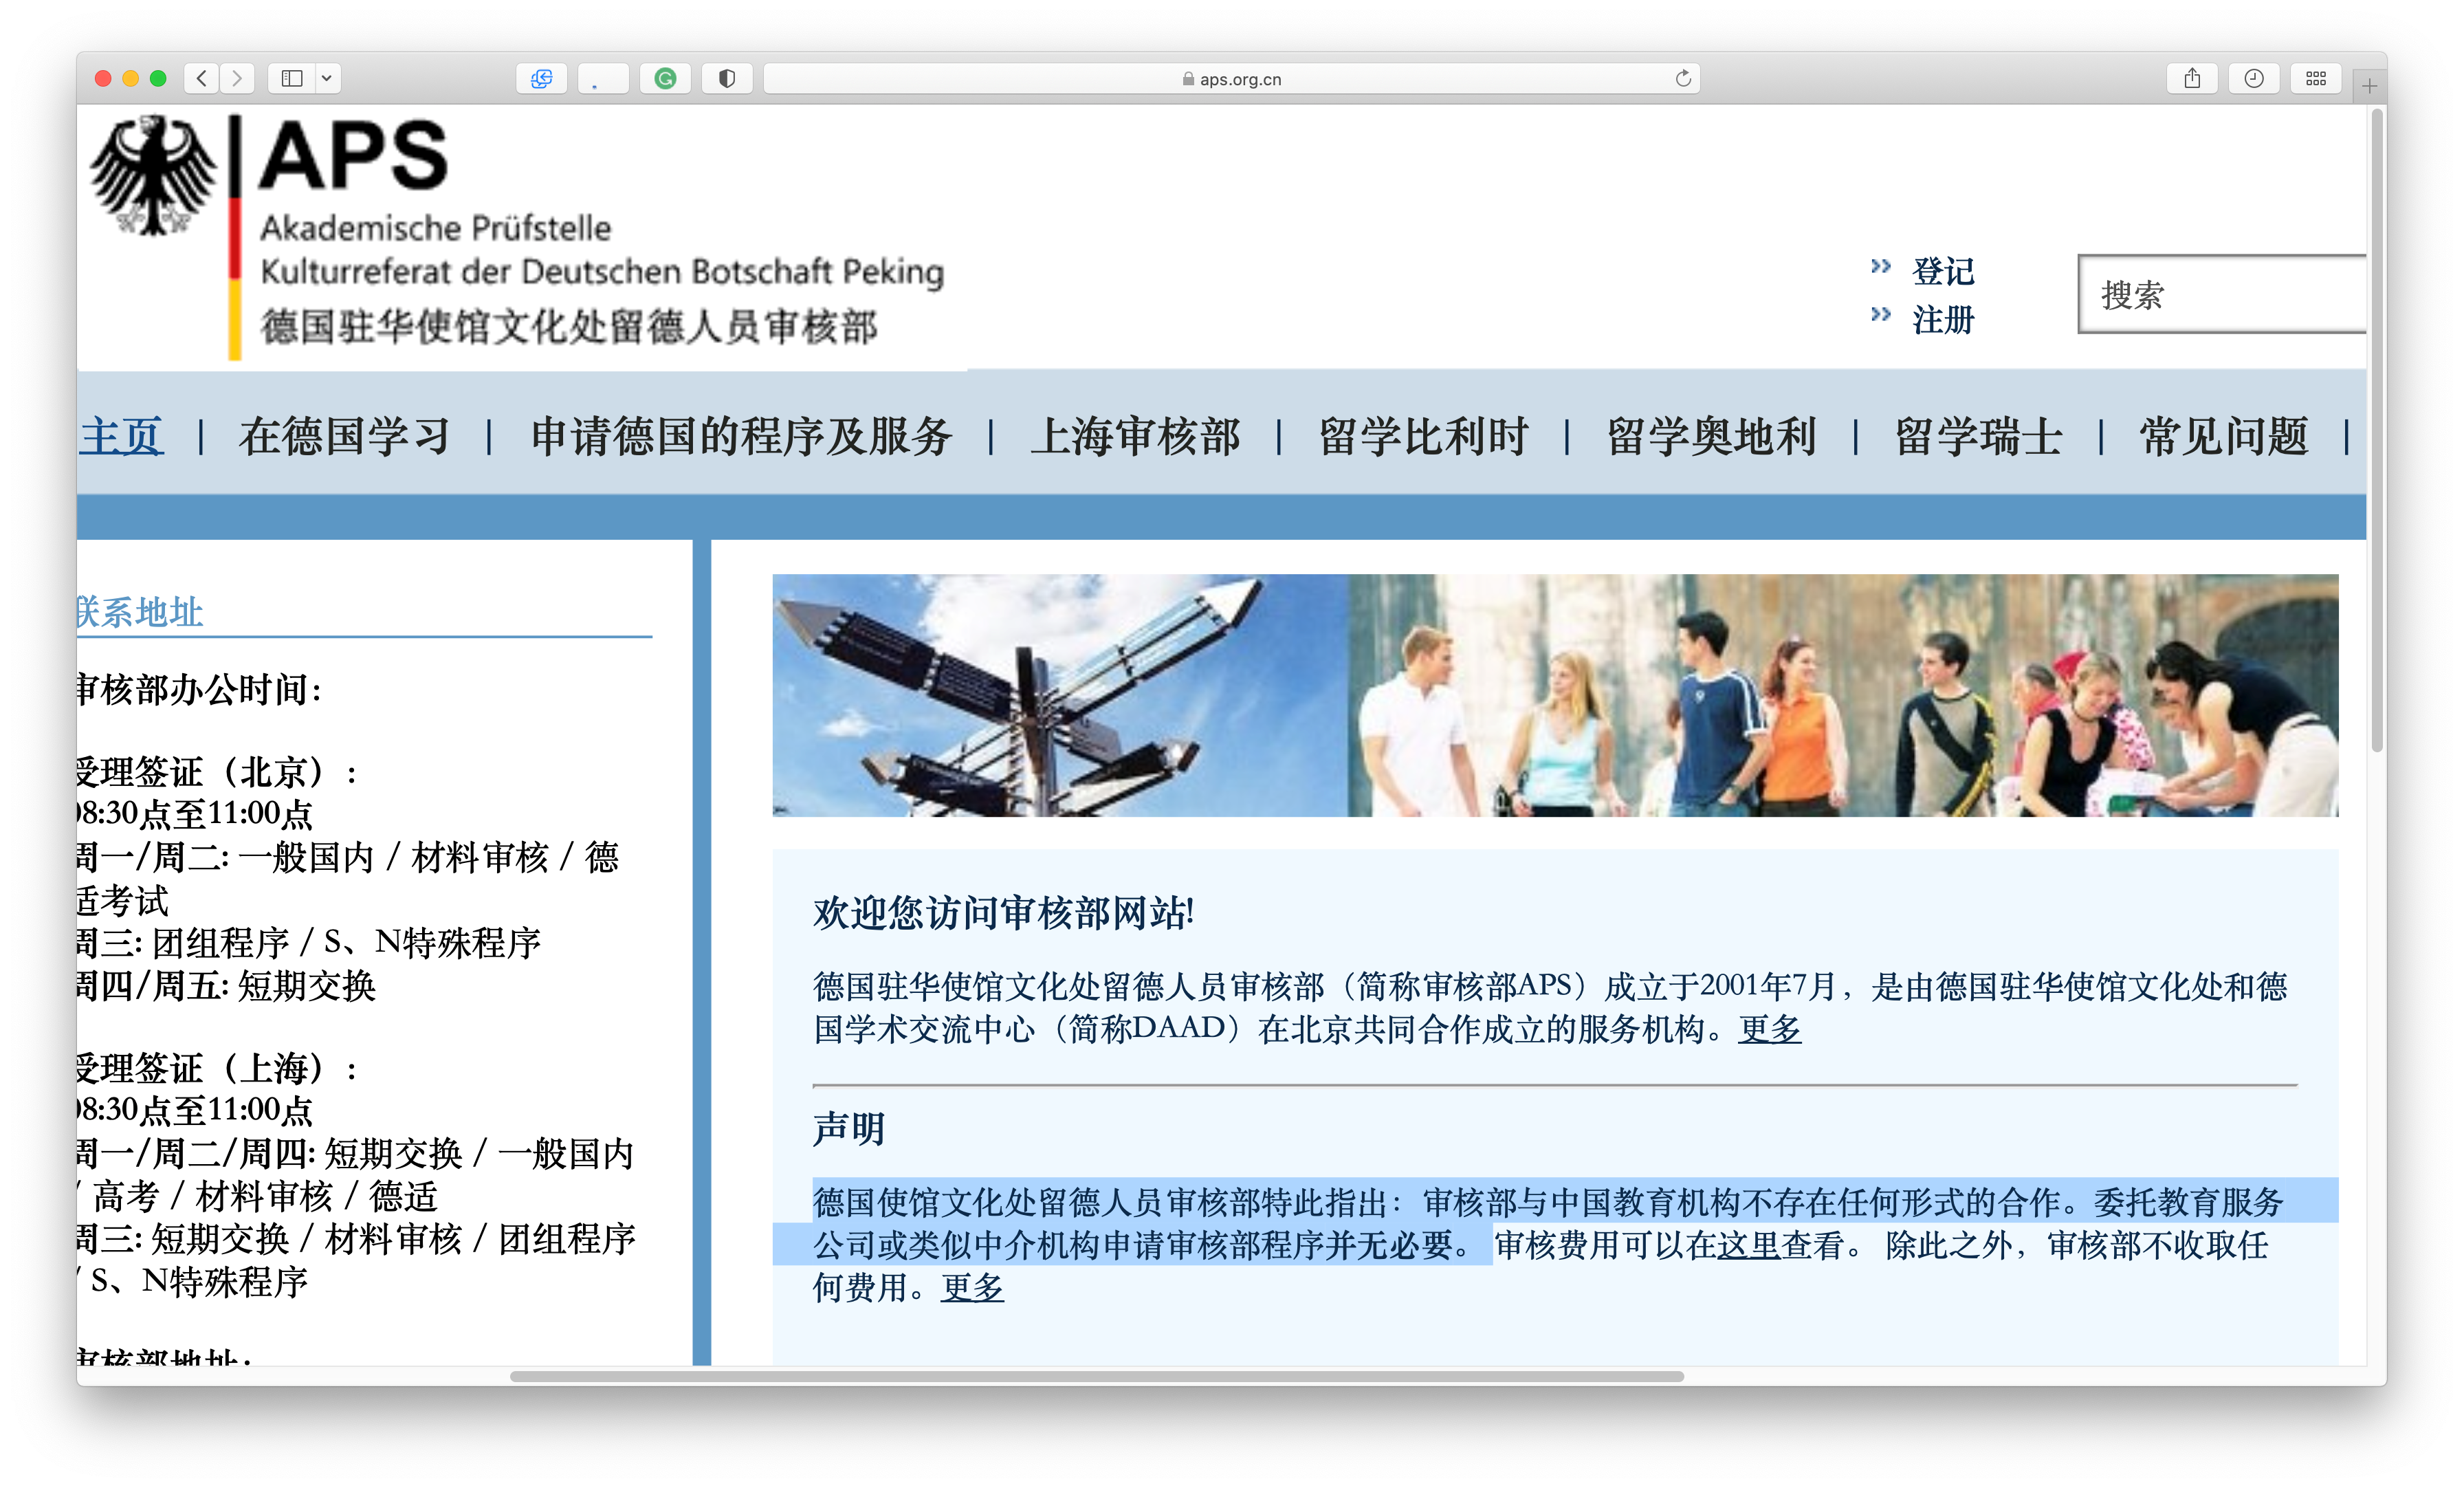 aps.org.cn
APS
Akademische Prüfstelle
Kulturreferat der Deutschen Botschaft Peking
德国驻华使馆文化处留德人员审核部
登记
注册
搜索
主页 | 在德国学习 | 申请德国的程序及服务 | 上海审核部 | 留学比利时 | 留学奥地利 | 留学瑞士 | 常见问题 |
联系地址
审核部办公时间:
受理签证（北京）:
08:30点至11:00点
周一/周二: 一般国内 / 材料审核 / 德
适考试
周三: 团组程序 / S、N特殊程序
周四/周五: 短期交换
受理签证（上海）:
08:30点至11:00点
周一/周二/周四: 短期交换 / 一般国内
/ 高考 / 材料审核 / 德适
周三: 短期交换 / 材料审核 / 团组程序
/ S、N特殊程序
审核部地址:
欢迎您访问审核部网站!
德国驻华使馆文化处留德人员审核部（简称审核部APS）成立于2001年7月，是由德国驻华使馆文化处和德
国学术交流中心（简称DAAD）在北京共同合作成立的服务机构。更多
声明
德国使馆文化处留德人员审核部特此指出：审核部与中国教育机构不存在任何形式的合作。委托教育服务
公司或类似中介机构申请审核部程序并无必要。 审核费用可以在这里查看。 除此之外，审核部不收取任
何费用。更多